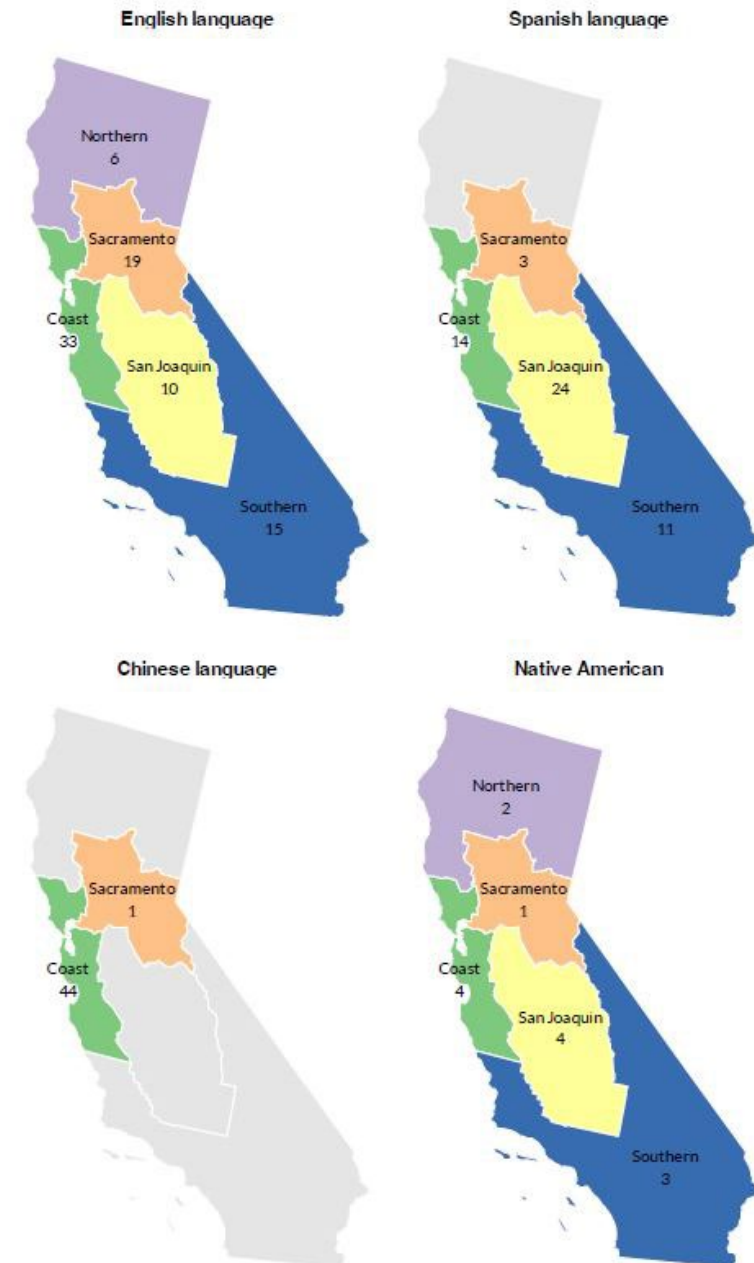 English language
Spanish language
Northern
6
Sacramento
19
Coast
33
San Joaquin
10
Southern
15
Sacramento
3
Coast
14
San Joaquin
24
Southern
11
Chinese language
Native American
Sacramento
1
Coast
44
Northern
2
Sacramento
1
Coast
4
San Joaquin
4
Southern
3